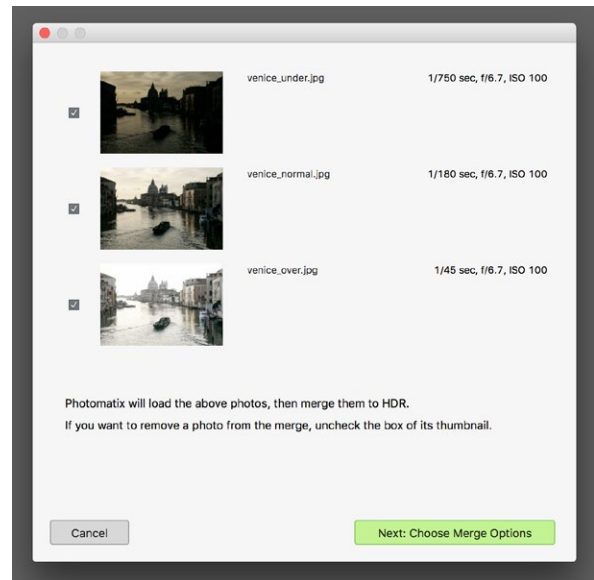 venice_under.jpg 1/750 sec, f/6.7, ISO 100
venice_normal.jpg 1/180 sec, f/6.7, ISO 100
venice_over.jpg 1/45 sec, f/6.7, ISO 100
Photomatix will load the above photos, then merge them to HDR.
If you want to remove a photo from the merge, uncheck the box of its thumbnail.
Cancel Next: Choose Merge Options